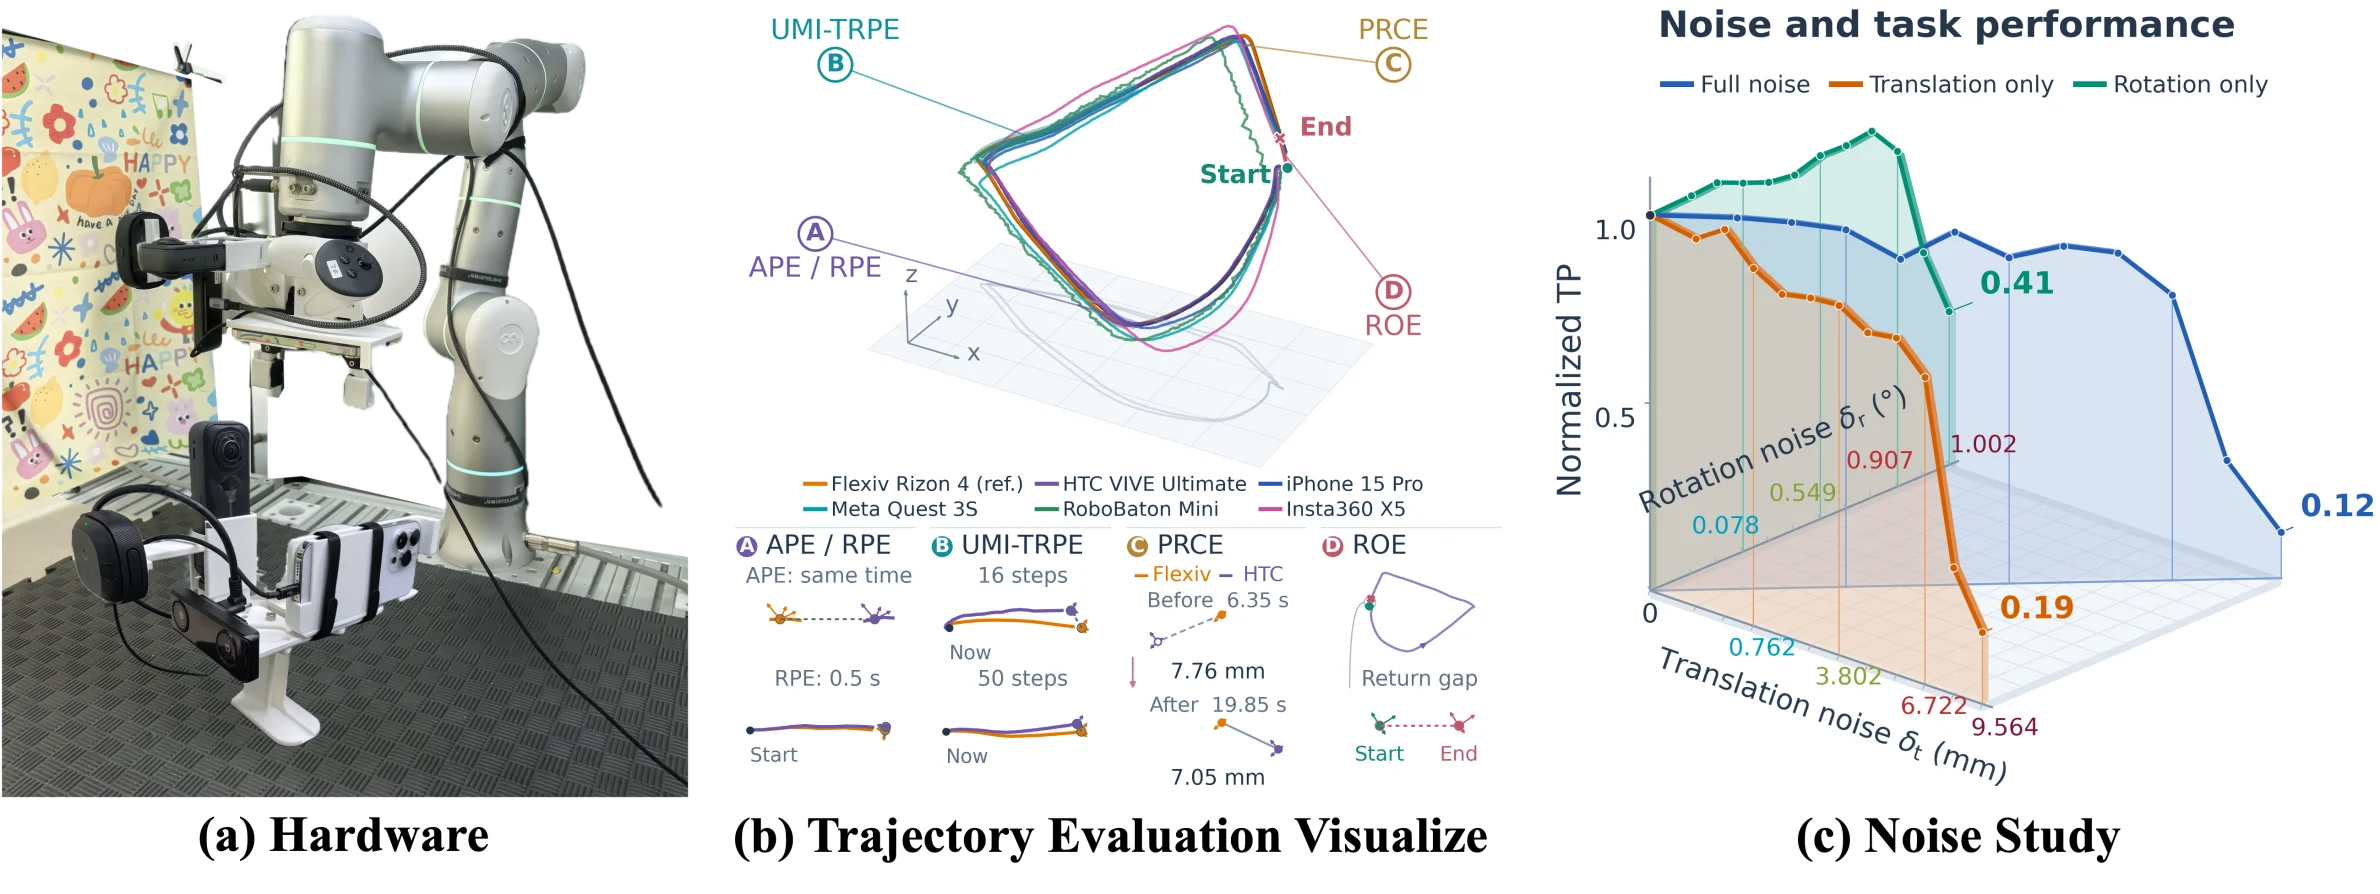 HAPPY
have a
DAY
HAPPY
(a) Hardware
UMI-TRPE
B
PRCE
C
End
Start
A
APE / RPE
D
ROE
z
y
x
Flexiv Rizon 4 (ref.)
HTC VIVE Ultimate
iPhone 15 Pro
Meta Quest 3S
RoboBaton Mini
Insta360 X5
A APE / RPE
APE: same time
RPE: 0.5 s
Start
B UMI-TRPE
16 steps
Now
50 steps
Now
C PRCE
Flexiv
HTC
Before 6.35 s
7.76 mm
After 19.85 s
7.05 mm
D ROE
Return gap
Start
End
(b) Trajectory Evaluation Visualize
Noise and task performance
Full noise
Translation only
Rotation only
Normalized TP
1.0
0.5
0
Rotation noise δr (°)
0.078
0.549
0.907
1.002
0.41
0.12
0.19
0.762
3.802
6.722
9.564
Translation noise δt (mm)
(c) Noise Study